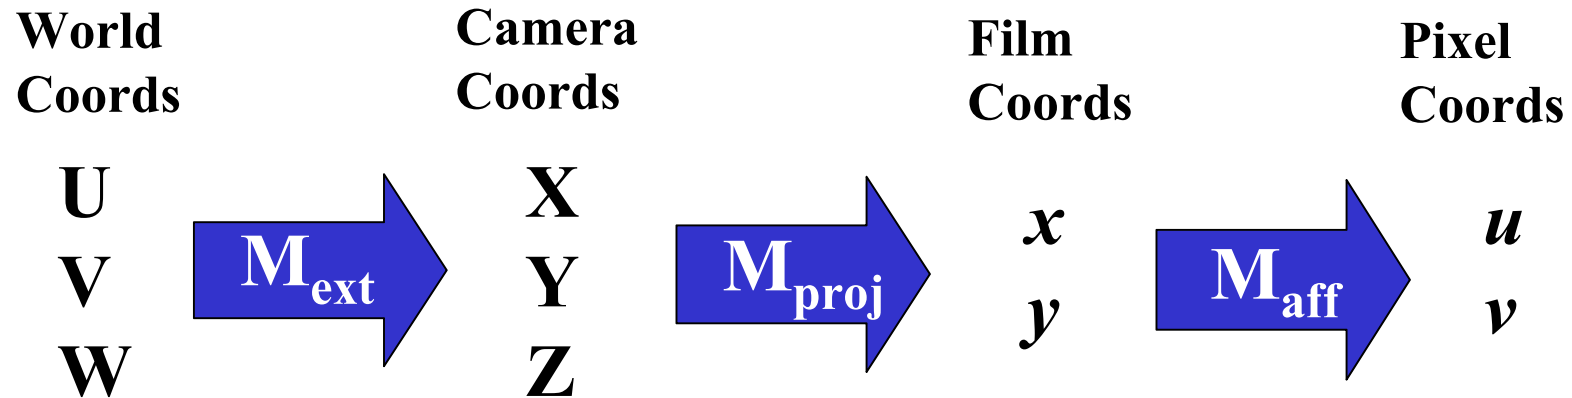 World
Coords
Camera
Coords
Film
Coords
Pixel
Coords
U
V
W
Mext
X
Y
Z
Mproj
x
y
Maff
u
v